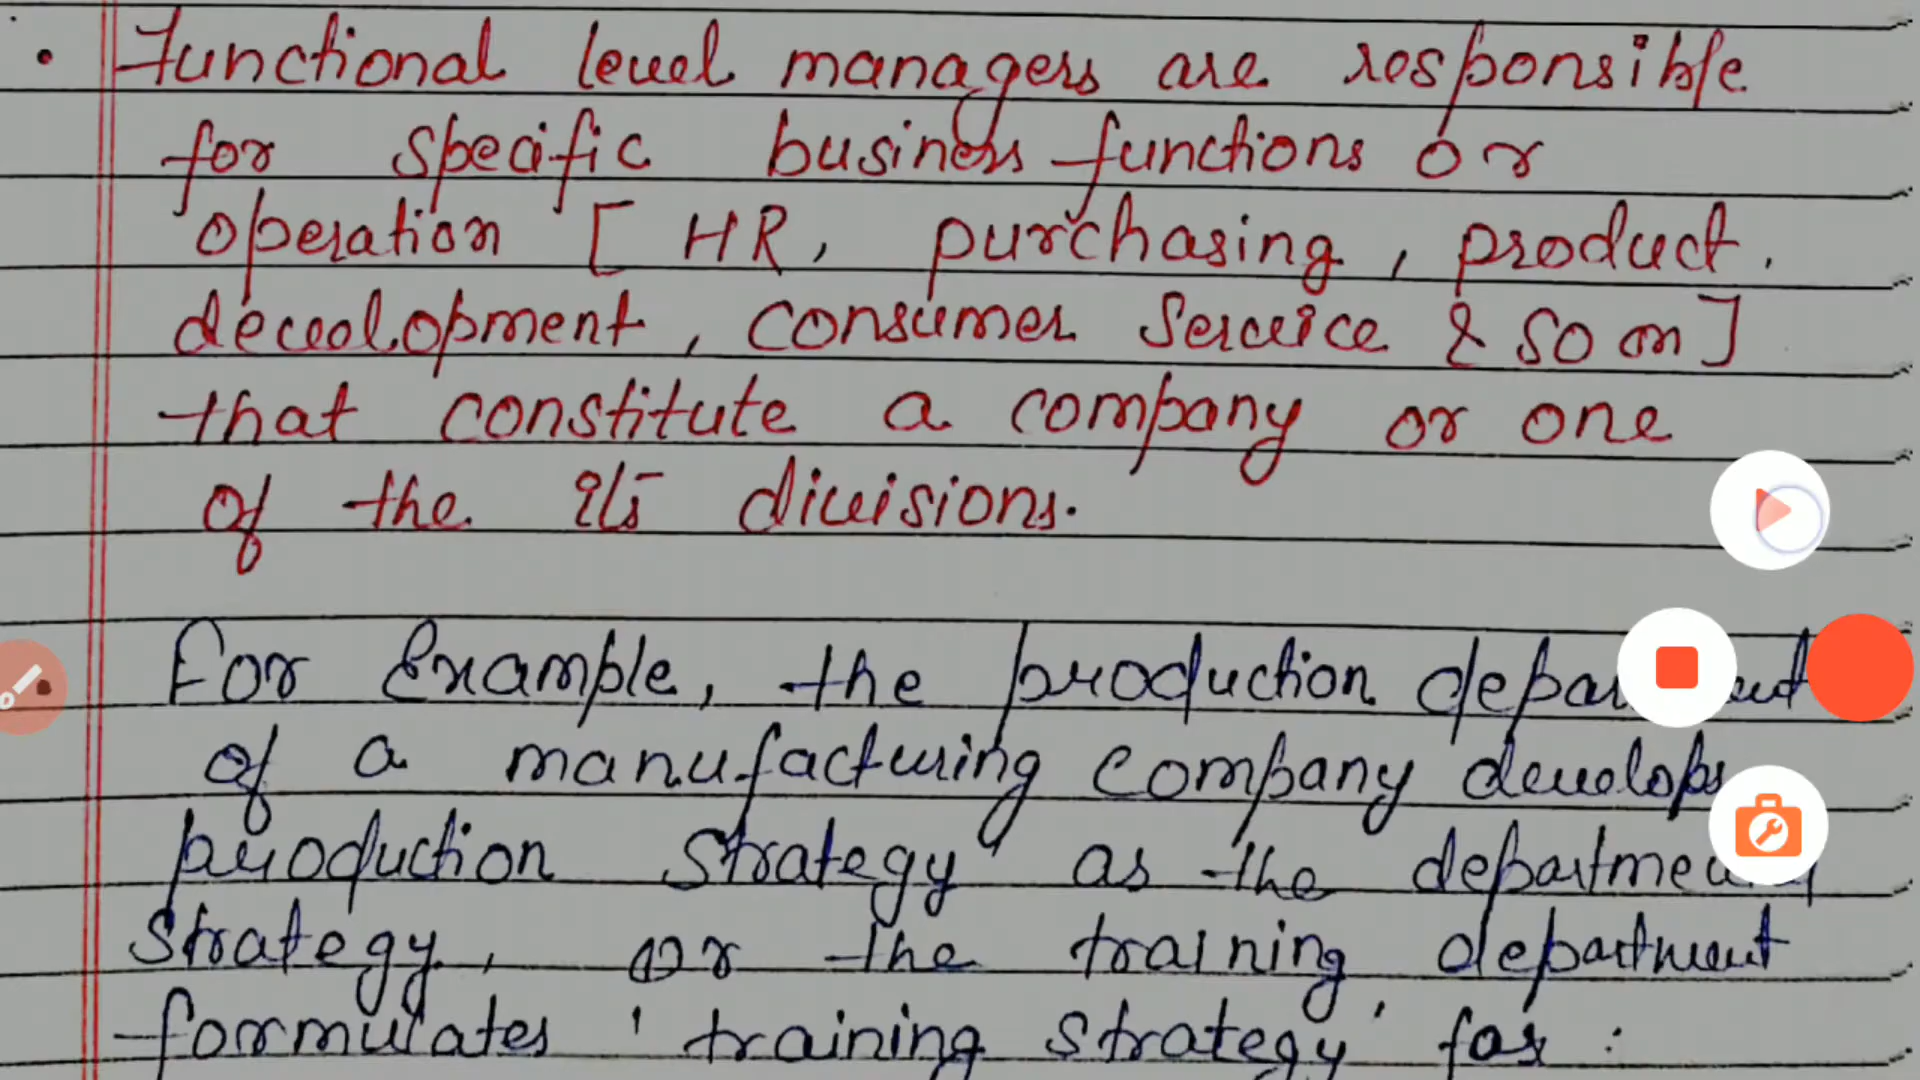 • Functional level managers are responsible
for specific business functions or
operation [ HR, purchasing, product.
development, consumer service & so on ]
that constitute a company or one
of the its divisions.
For Example, the production department
of a manufacturing company develops
production strategy" as the departmental
strategy, or the training department
formulates ' training strategy' for